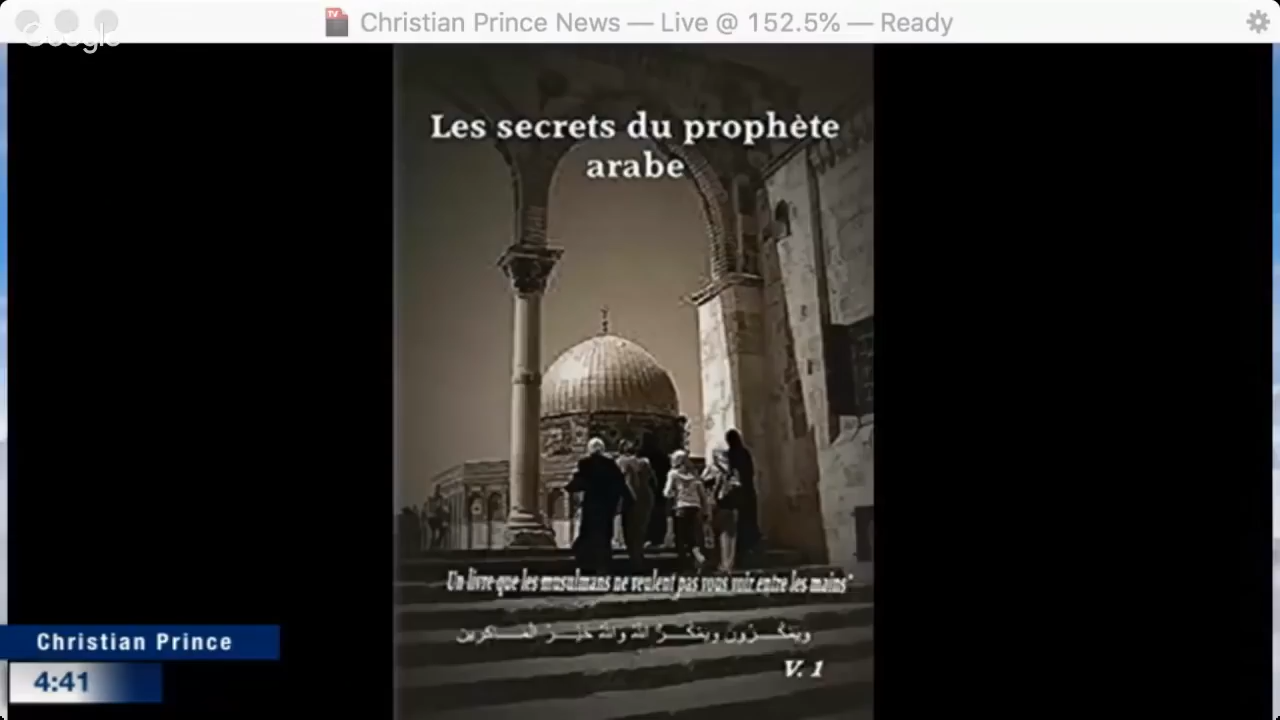 Christian Prince News — Live @ 152.5% — Ready
Google
Les secrets du prophète
arabe
Un livre que les musulmans ne veulent pas vous voir entre les mains"
ويمكرون ويمكر الله والله خير الماكرين
V. 1
Christian Prince
4:41